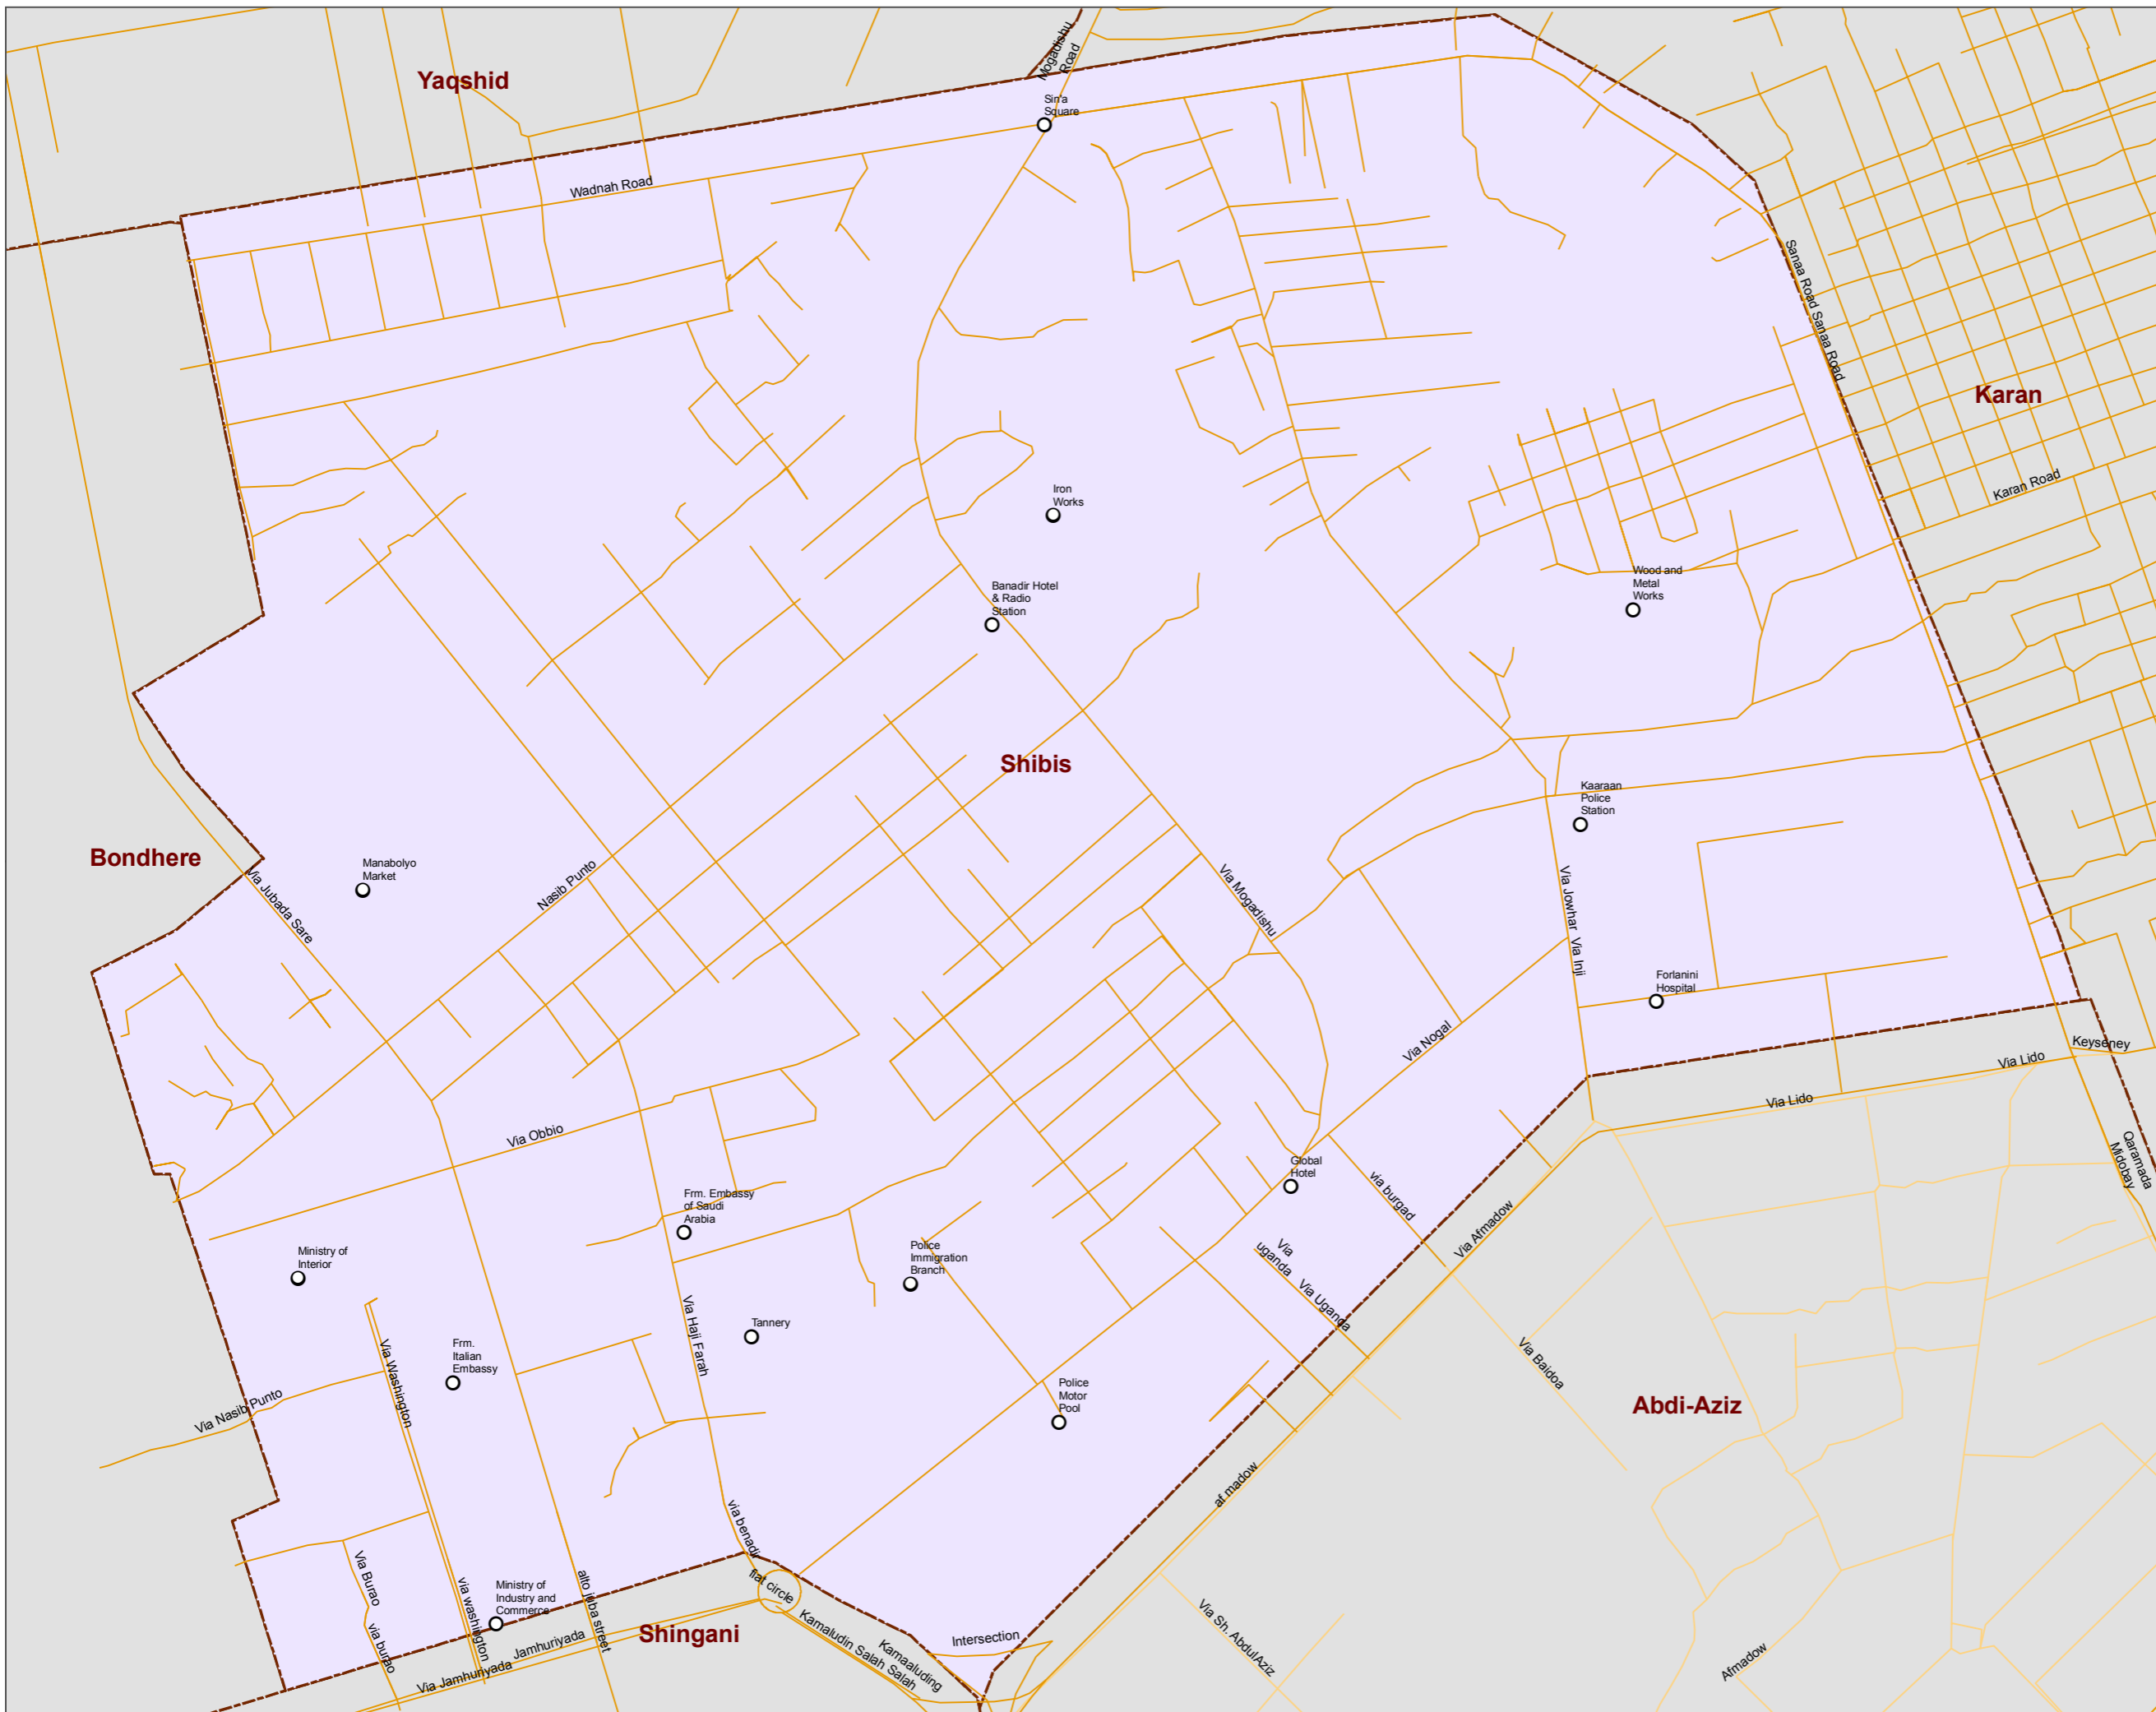 Mogadishu
Road
Yaqshid
Sin'a
Square
Wadnah Road
Sanaa Road Sanaa Road
Karan
Karan Road
Iron
Works
Wood and
Metal
Works
Banadir Hotel
& Radio
Station
Shibis
Kaaraan
Police
Station
Bondhere
Manabolyo
Market
Via Jubada Sare
Nasib Punto
Via Mogadishu
Via Jowhar Via Inji
Forlanini
Hospital
Via Nogal
Keyseney
Via Lido
Via Lido
Via Obbio
Qaramada
Midobay
Global
Hotel
via burgad
Frm. Embassy
of Saudi
Arabia
Via Afmadow
Ministry of
Interior
Police
Immigration
Branch
Via
uganda
Via Uganda
Tannery
Via Haji Farah
Frm.
Italian
Embassy
Via Washington
Via Baidoa
Police
Motor
Pool
Via Nasib Punto
Abdi-Aziz
af madow
via benadi
Via Burao
flat circle
Ministry of
Industry and
Commerce
via washington
alto juba street
Shingani
Kamaludin Salah Salah
Kamaaluding
Intersection
Via Sh. AbdulAziz
via burao
Jamhuriyada
Via Jamhuriyada
Afmadow